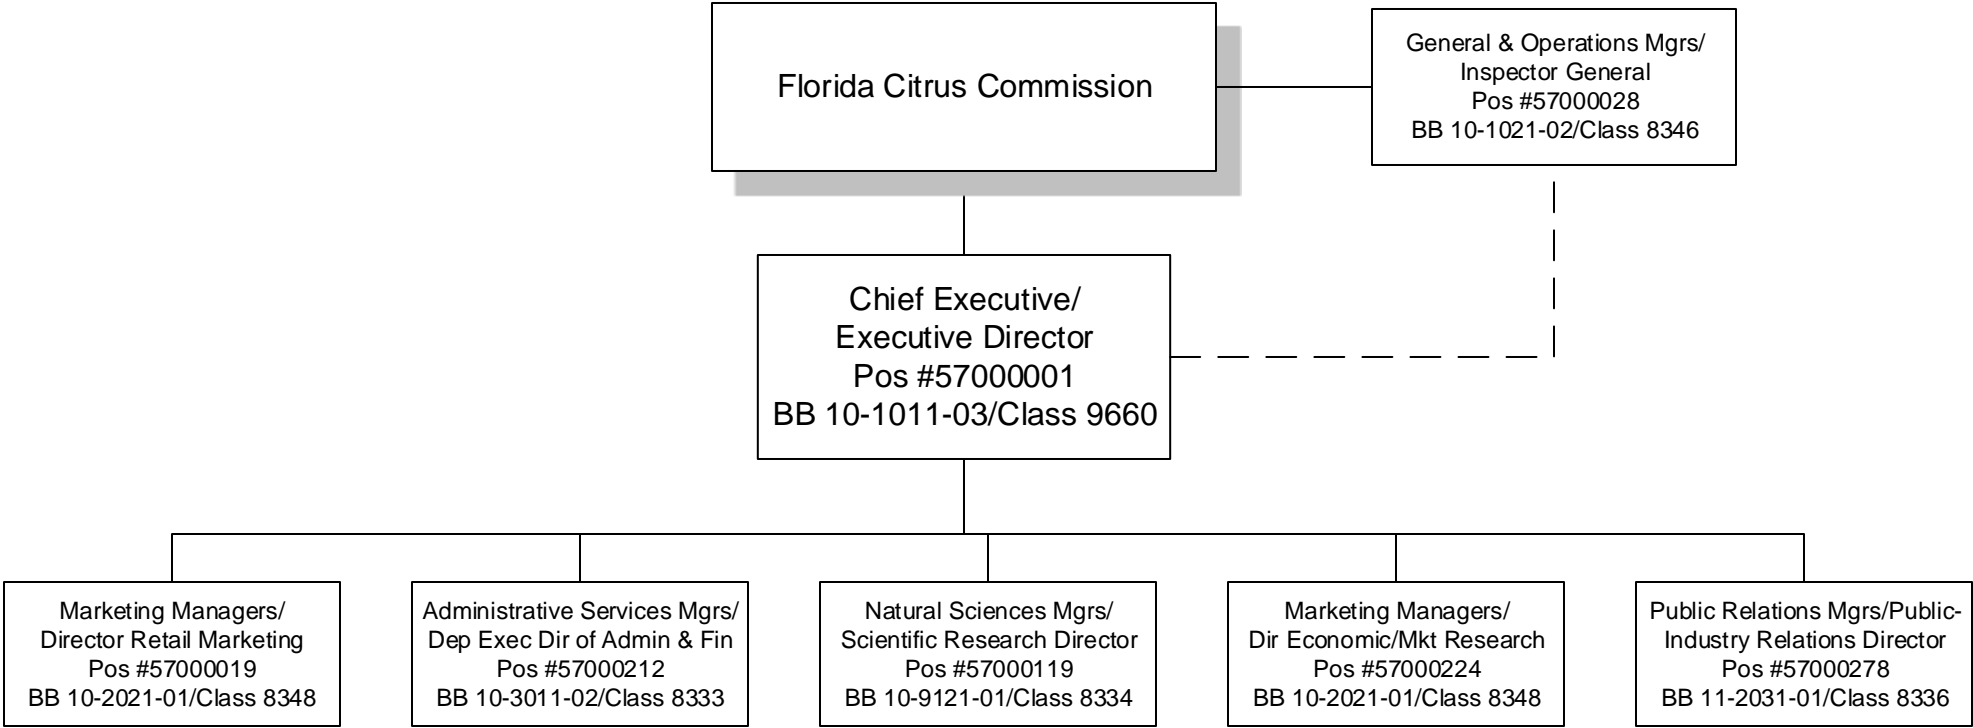 Florida Citrus Commission
General & Operations Mgrs/
Inspector General
Pos #57000028
BB 10-1021-02/Class 8346
Chief Executive/
Executive Director
Pos #57000001
BB 10-1011-03/Class 9660
Marketing Managers/
Director Retail Marketing
Pos #57000019
BB 10-2021-01/Class 8348
Administrative Services Mgrs/
Dep Exec Dir of Admin & Fin
Pos #57000212
BB 10-3011-02/Class 8333
Natural Sciences Mgrs/
Scientific Research Director
Pos #57000119
BB 10-9121-01/Class 8334
Marketing Managers/
Dir Economic/Mkt Research
Pos #57000224
BB 10-2021-01/Class 8348
Public Relations Mgrs/Public-
Industry Relations Director
Pos #57000278
BB 11-2031-01/Class 8336